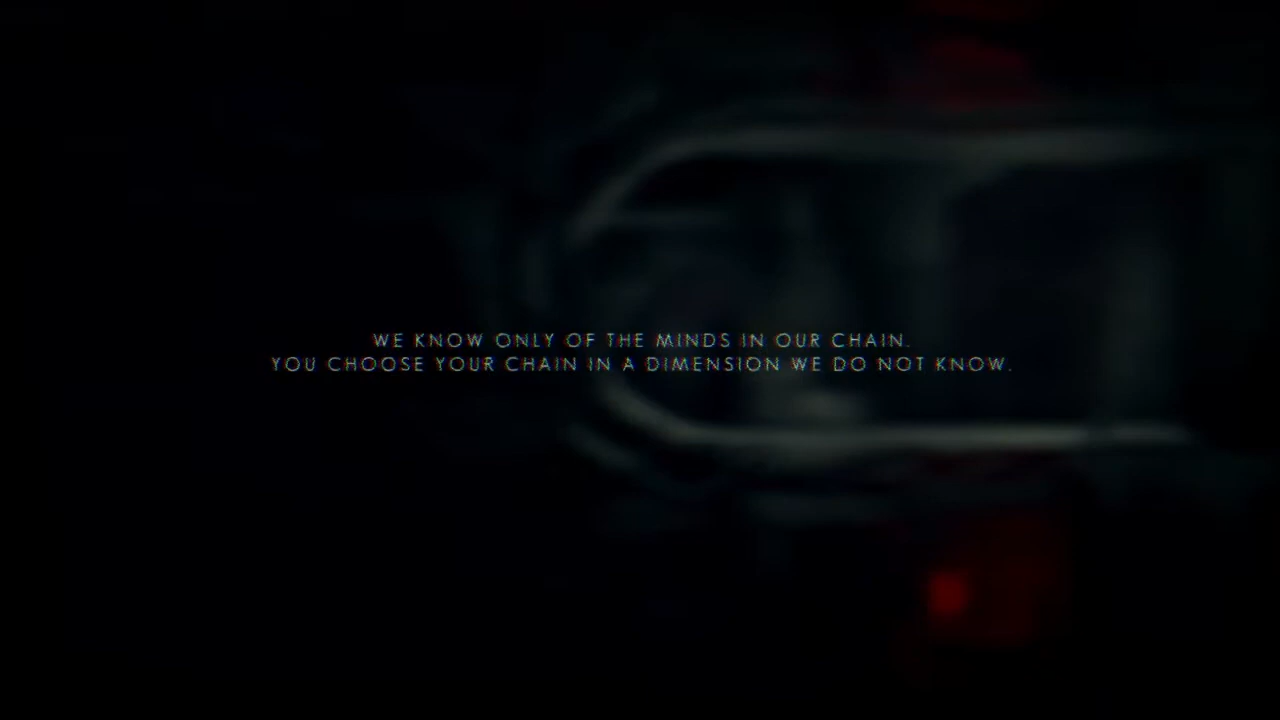 WE KNOW ONLY OF THE MINDS IN OUR CHAIN.
YOU CHOOSE YOUR CHAIN IN A DIMENSION WE DO NOT KNOW.